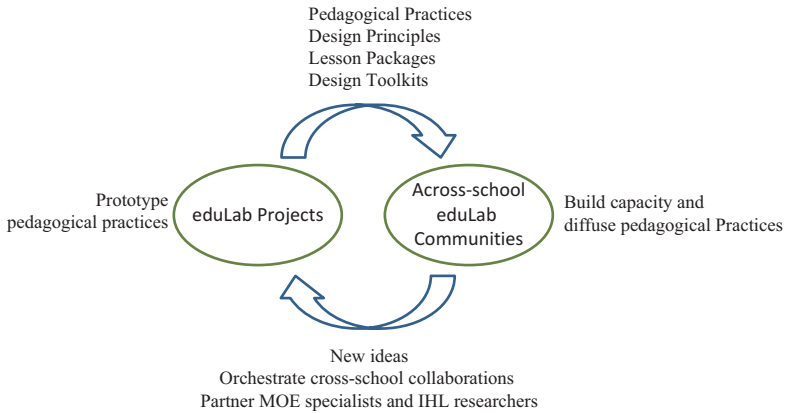 Pedagogical Practices
Design Principles
Lesson Packages
Design Toolkits
Prototype
pedagogical practices
eduLab Projects
Across-school
eduLab
Communities
Build capacity and
diffuse pedagogical Practices
New ideas
Orchestrate cross-school collaborations
Partner MOE specialists and IHL researchers